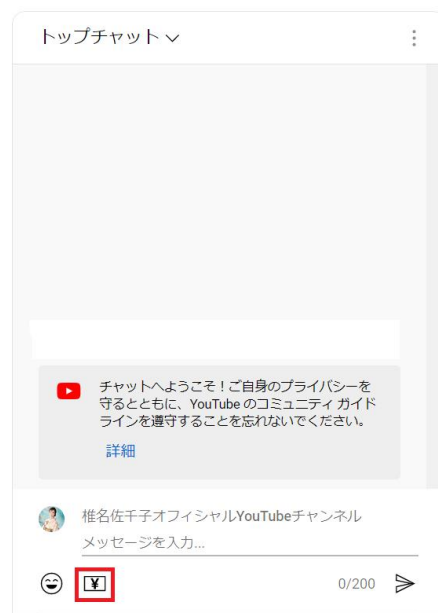 トップチャット
チャットへようこそ！ご自身のプライバシーを
守るとともに、YouTube のコミュニティ ガイド
ラインを遵守することを忘れないでください。
詳細
椎名佐千子オフィシャルYouTubeチャンネル
メッセージを入力...
¥
0/200